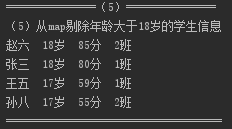 （5）
（5）从map剔除年龄大于18岁的学生信息
赵六 18岁 85分 2班
张三 18岁 80分 1班
王五 17岁 59分 1班
孙八 17岁 55分 2班